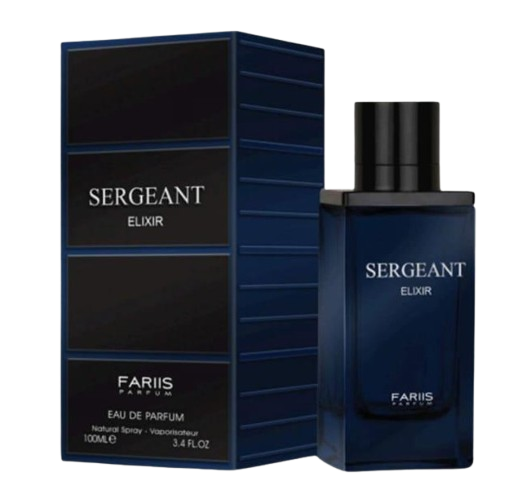 SERGEANT
ELIXIR
FARIIS
PARFUM
EAU DE PARFUM
Natural Spray - Vaporisateur
100ML℮ 3.4 FL.OZ
SERGEANT
ELIXIR
FARIIS
PARFUM